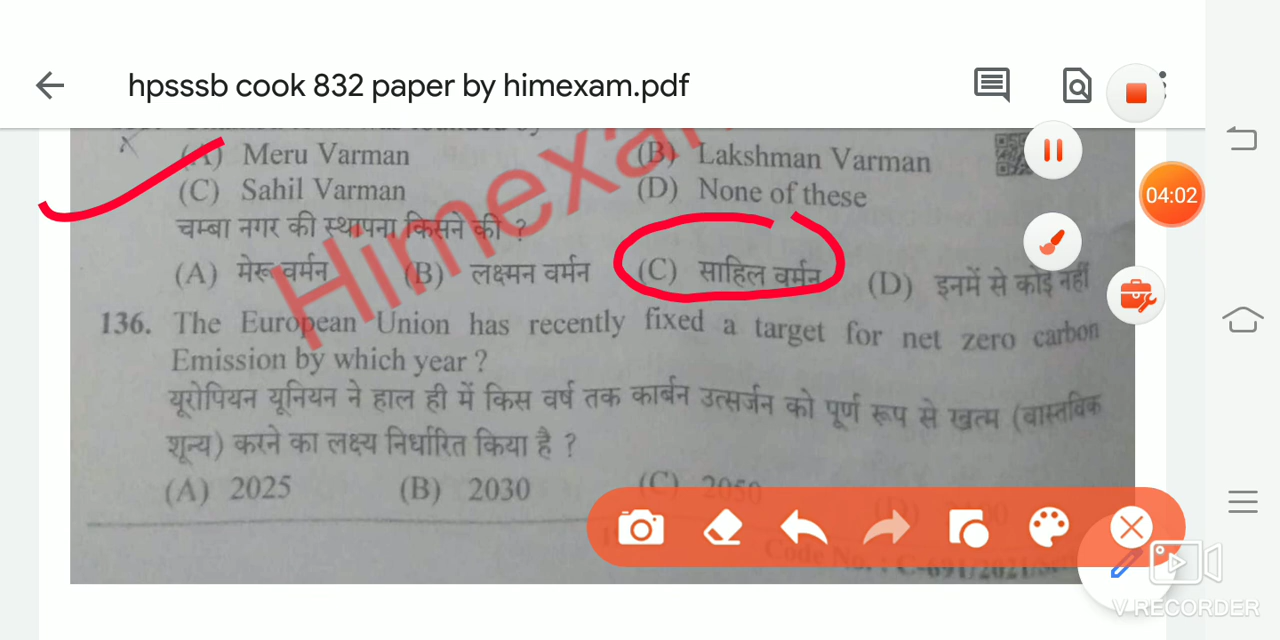 hpsssb cook 832 paper by himexam.pdf
(A) Meru Varman (B) Lakshman Varman
(C) Sahil Varman (D) None of these
04:02
चम्बा नगर की स्थापना किसने की ?
(A) मेरू वर्मन (B) लक्ष्मन वर्मन (C) साहिल वर्मन (D) इनमें से कोई नहीं
136. The European Union has recently fixed a target for net zero carbon
Emission by which year ?
यूरोपियन यूनियन ने हाल ही में किस वर्ष तक कार्बन उत्सर्जन को पूर्ण रूप से खत्म (वास्तविक
शून्य) करने का लक्ष्य निर्धारित किया है ?
(A) 2025 (B) 2030 (C) 2050
Code No. :
V RECORDER